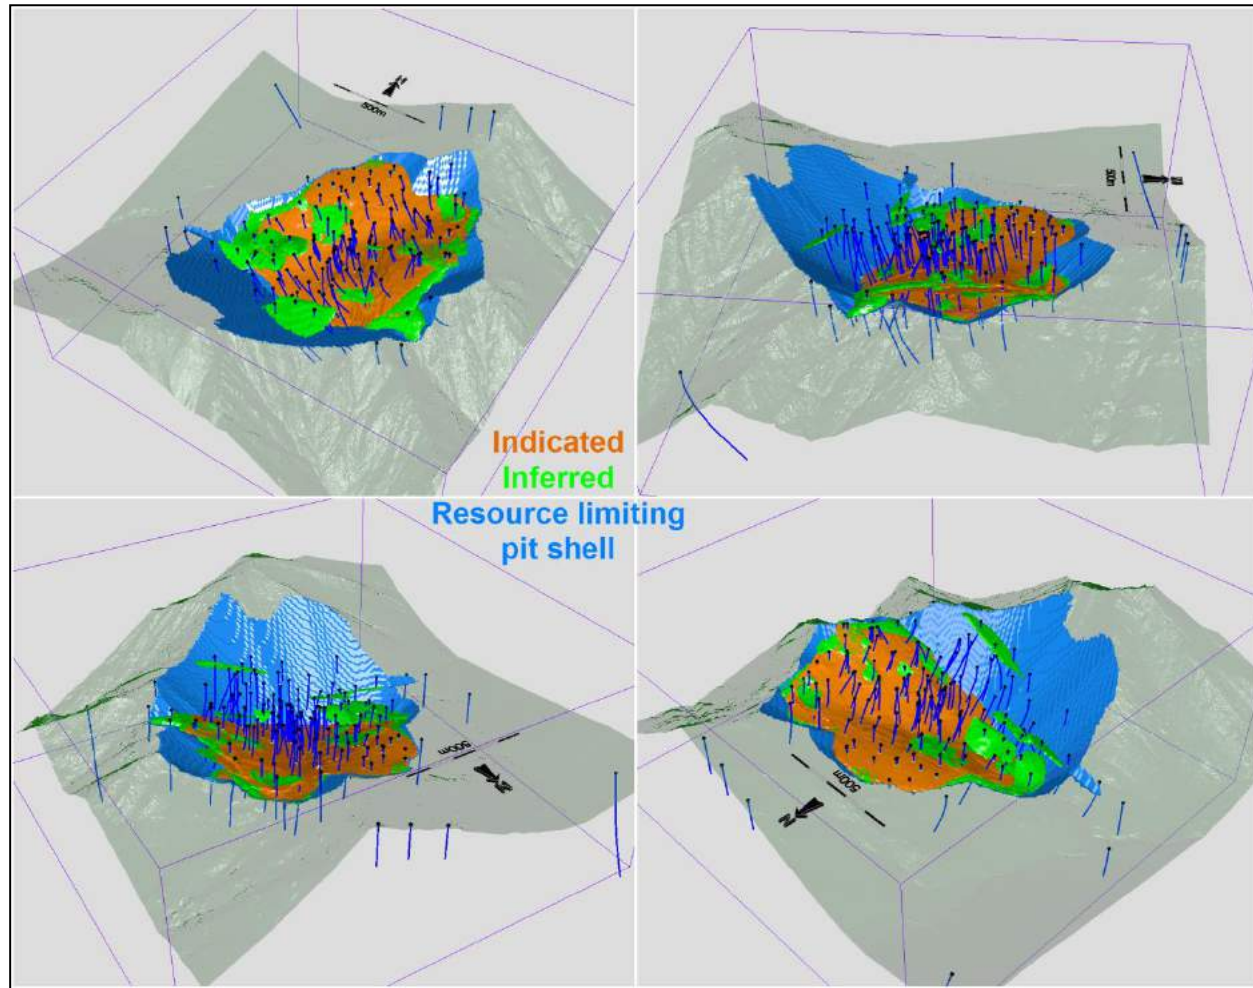 500m
500m
Indicated
Inferred
Resource limiting
pit shell
500m
N
500m
N